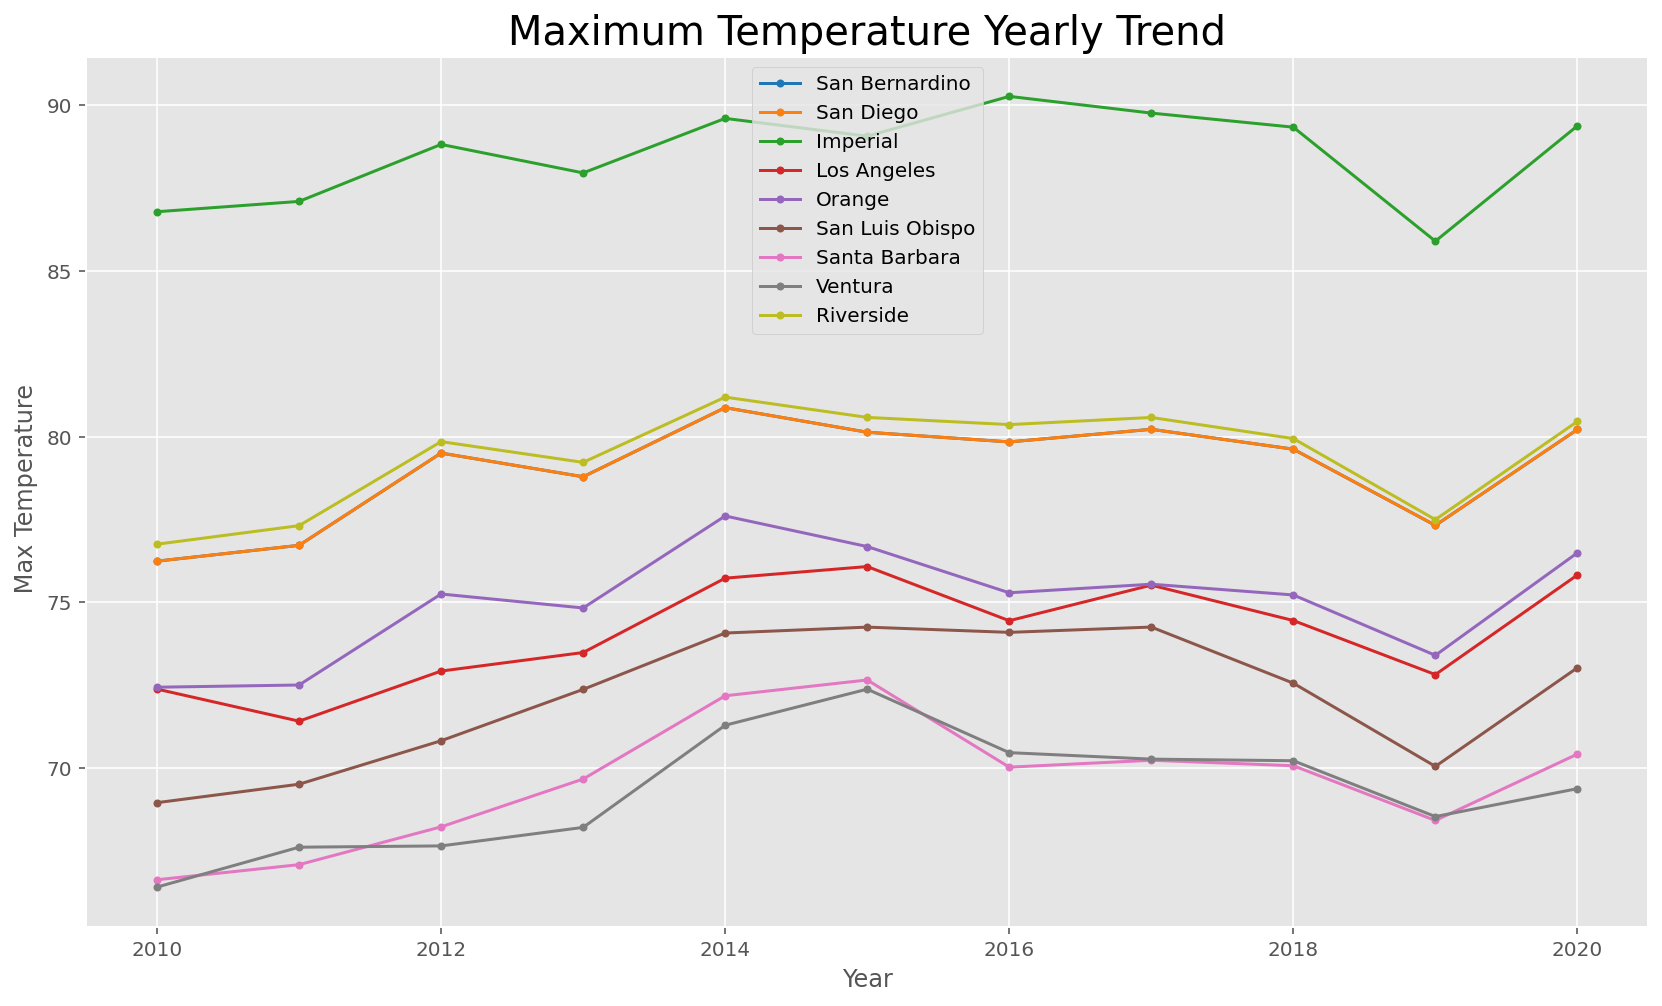 Maximum Temperature Yearly Trend
San Bernardino
San Diego
Imperial
Los Angeles
Orange
San Luis Obispo
Santa Barbara
Ventura
Riverside
Max Temperature
90
85
80
75
70
2010 2012 2014 2016 2018 2020
Year